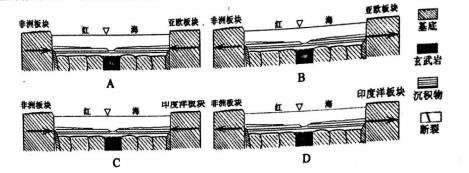 非洲板块 红 ▽ 海 亚欧板块
A
非洲板块 红 ▽ 海 亚欧板块
B
非洲板块 红 ▽ 海 印度洋板块
C
非洲板块 红 ▽ 海 印度洋板块
D
基底
玄武岩
沉积物
断裂